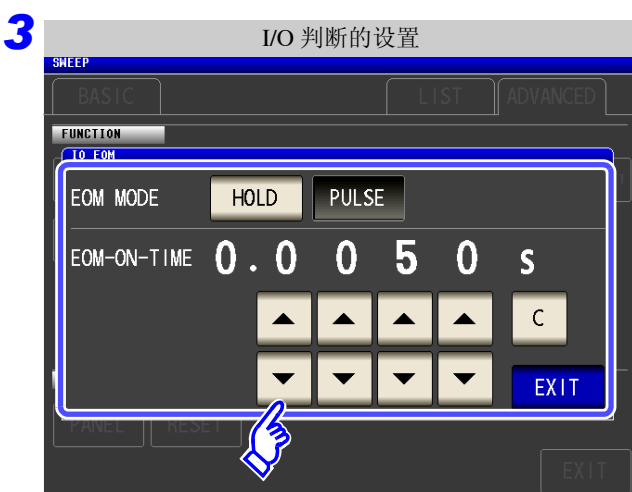 3
I/O 判断的设置
SWEEP
BASIC LIST ADVANCED
FUNCTION
IO EOM
EOM MODE HOLD PULSE
EOM-ON-TIME 0.0050 s
C
EXIT
PANEL RESET
EXIT